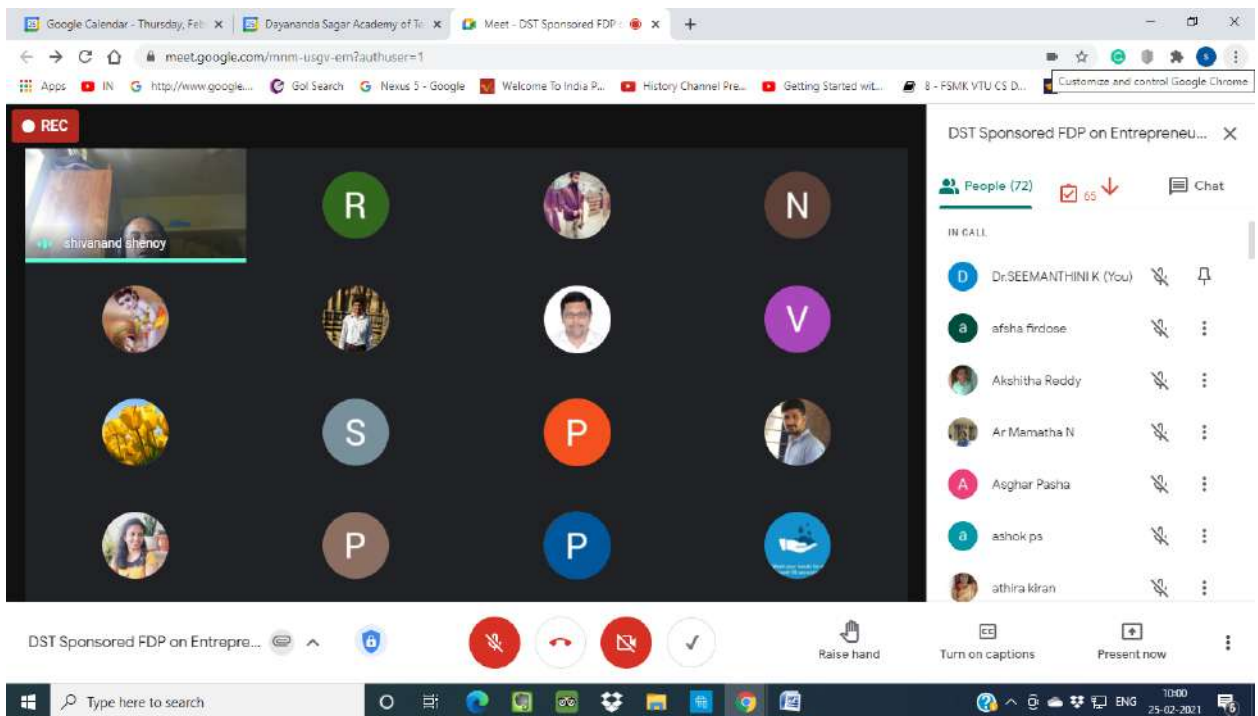 Google Calendar - Thursday, Feb
Dayananda Sagar Academy of Te
Meet - DST Sponsored FDP
meet.google.com/mnm-usgv-em?authuser=1
Apps IN http://www.google... GoI Search Nexus 5 - Google Welcome To India P... History Channel Pre... Getting Started wit... 8 - FSMK VTU CS D...
Customize and control Google Chrome
REC
DST Sponsored FDP on Entrepreneu...
People (72) 65 Chat
IN CALL
shivanand shenoy
R
N
V
S
P
P
P
D Dr.SEEMANTHINI K (You)
a afsha firdose
Akshitha Reddy
Ar Mamatha N
A Asghar Pasha
a ashok ps
athira kiran
DST Sponsored FDP on Entrepre...
Raise hand
CC
Turn on captions
Present now
Type here to search
ENG
10:00
25-02-2021